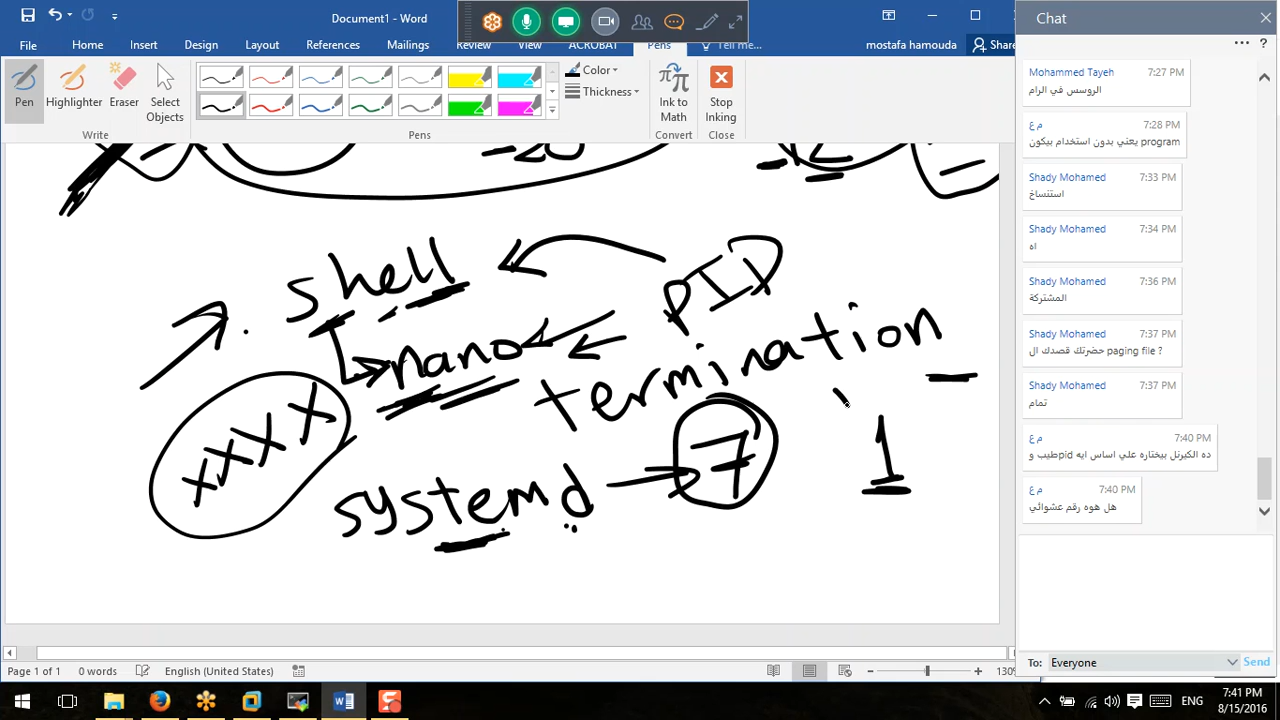 Document1 - Word
File Home Insert Design Layout References Mailings Review View ACROBAT Pens Tell me... mostafa hamouda Share
Pen Highlighter Eraser Select Objects Color Thickness Ink to Math Stop Inking
Write Pens Convert Close
-20 -12
shell PID
nano termination
xxxx
systemd 7 1
Page 1 of 1 0 words English (United States) 130%
Chat
Mohammed Tayeh 7:27 PM
الروسس في الرام
م ع 7:28 PM
يعني بدون استخدام بيكون program
Shady Mohamed 7:33 PM
استنساخ
Shady Mohamed 7:34 PM
اه
Shady Mohamed 7:36 PM
المشتركة
Shady Mohamed 7:37 PM
حضرتك قصدك ال paging file ?
Shady Mohamed 7:37 PM
تمام
م ع 7:40 PM
طيب و pid ده الكيرنل بيختاره علي اساس ايه
م ع 7:40 PM
هل هوه رقم عشوائي
To: Everyone Send
ENG 7:41 PM
8/15/2016